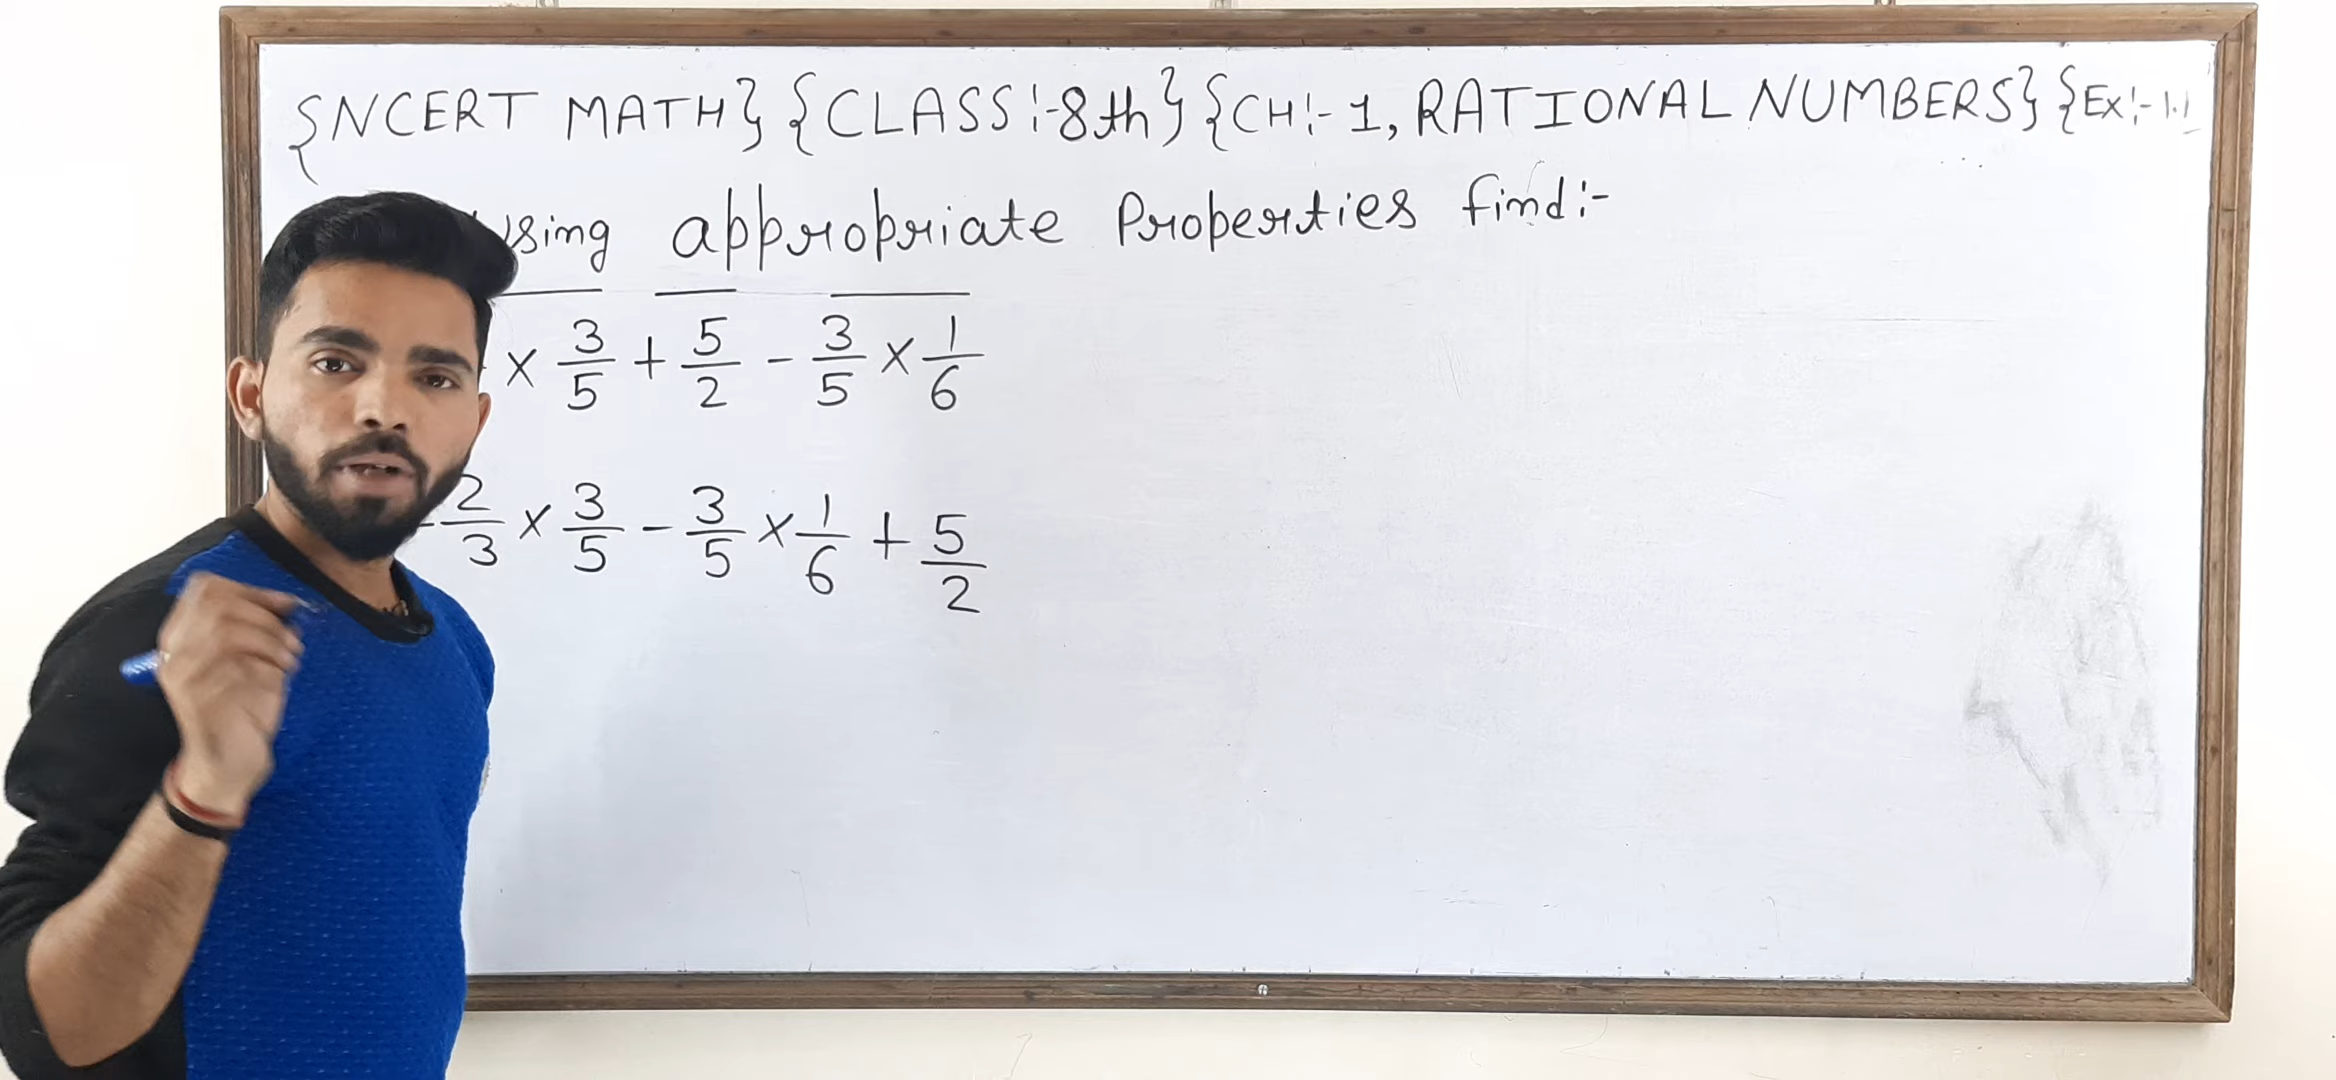 {NCERT MATH} {CLASS:-8th} {CH:-1, RATIONAL NUMBERS} {Ex:-1.1
using appropriate Properties find:-
× 3/5 + 5/2 - 3/5 × 1/6
-2/3 × 3/5 - 3/5 × 1/6 + 5/2